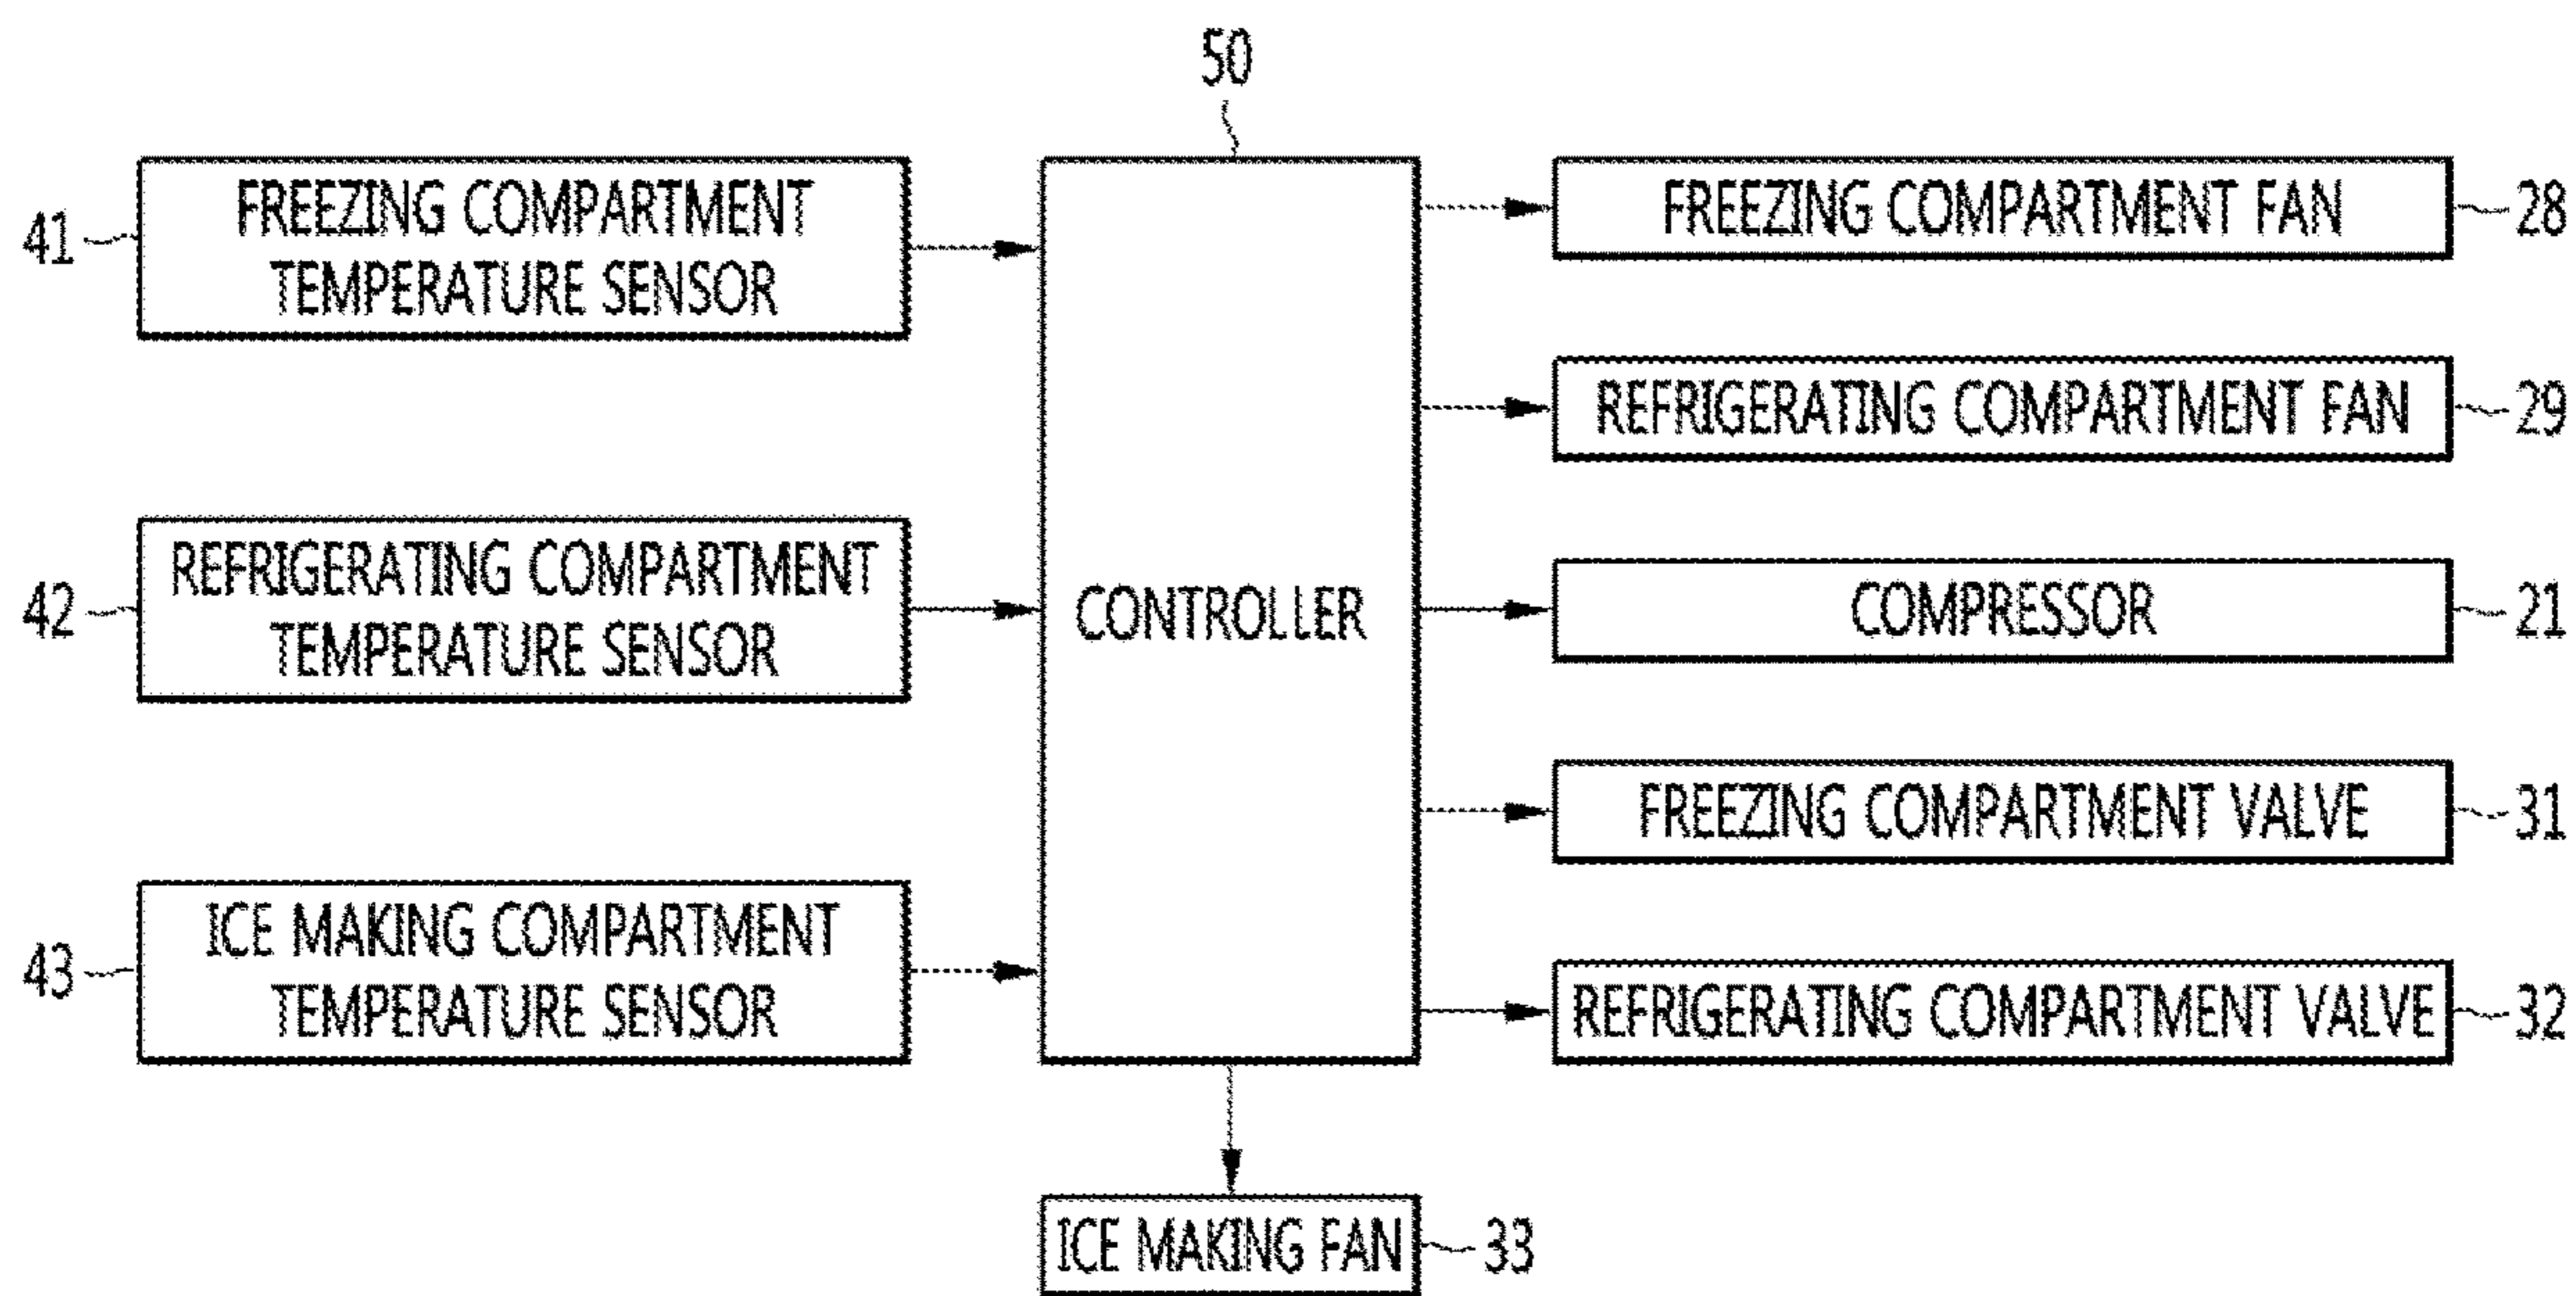 50
41
FREEZING COMPARTMENT
TEMPERATURE SENSOR
42
REFRIGERATING COMPARTMENT
TEMPERATURE SENSOR
43
ICE MAKING COMPARTMENT
TEMPERATURE SENSOR
CONTROLLER
FREEZING COMPARTMENT FAN
28
REFRIGERATING COMPARTMENT FAN
29
COMPRESSOR
21
FREEZING COMPARTMENT VALVE
31
REFRIGERATING COMPARTMENT VALVE
32
ICE MAKING FAN
33